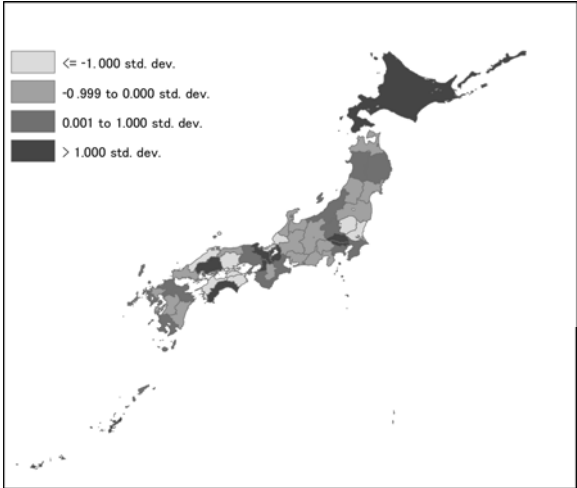 <= -1.000 std. dev.
-0.999 to 0.000 std. dev.
0.001 to 1.000 std. dev.
> 1.000 std. dev.